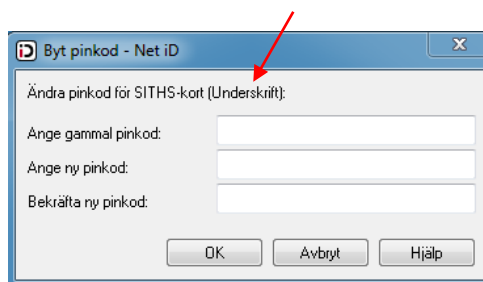 Byt pinkod - Net iD
Ändra pinkod för SITHS-kort (Underskrift):
Ange gammal pinkod:
Ange ny pinkod:
Bekräfta ny pinkod:
OK Avbryt Hjälp